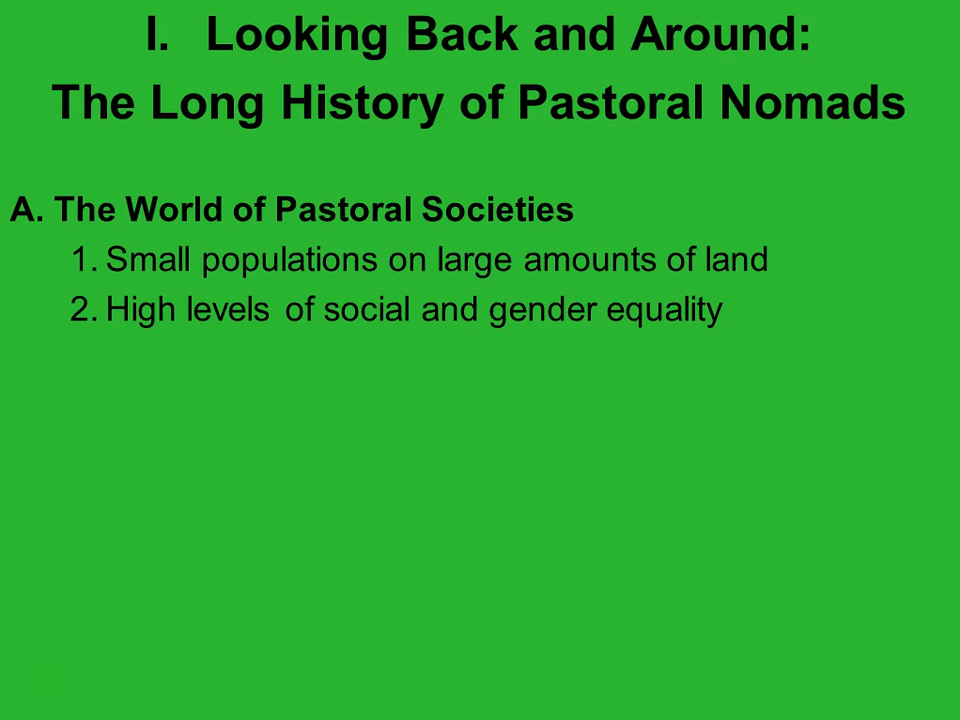 I. Looking Back and Around:
The Long History of Pastoral Nomads
A. The World of Pastoral Societies
1. Small populations on large amounts of land
2. High levels of social and gender equality